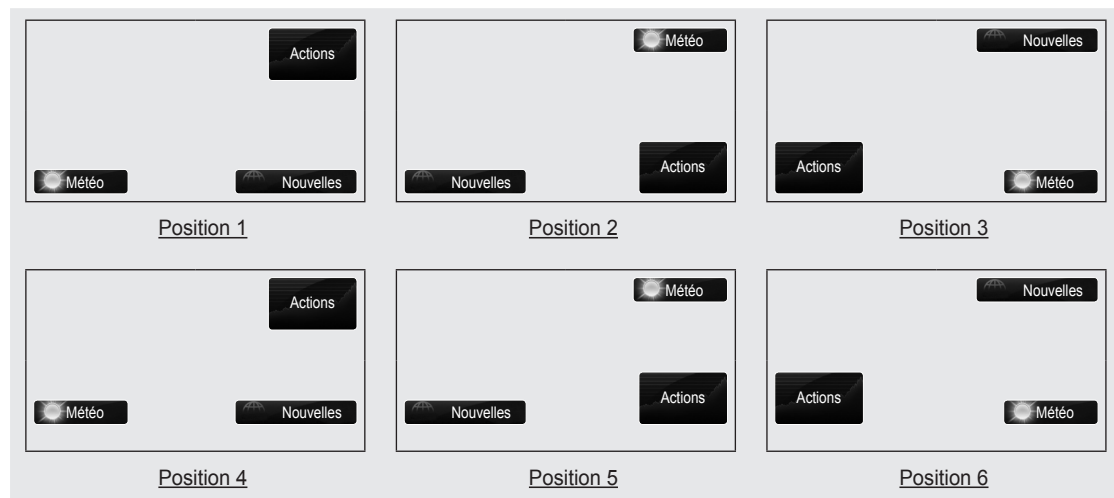 Actions
Météo
Nouvelles
Position 1
Météo
Nouvelles
Actions
Position 2
Nouvelles
Actions
Météo
Position 3
Actions
Météo
Nouvelles
Position 4
Météo
Nouvelles
Actions
Position 5
Nouvelles
Actions
Météo
Position 6